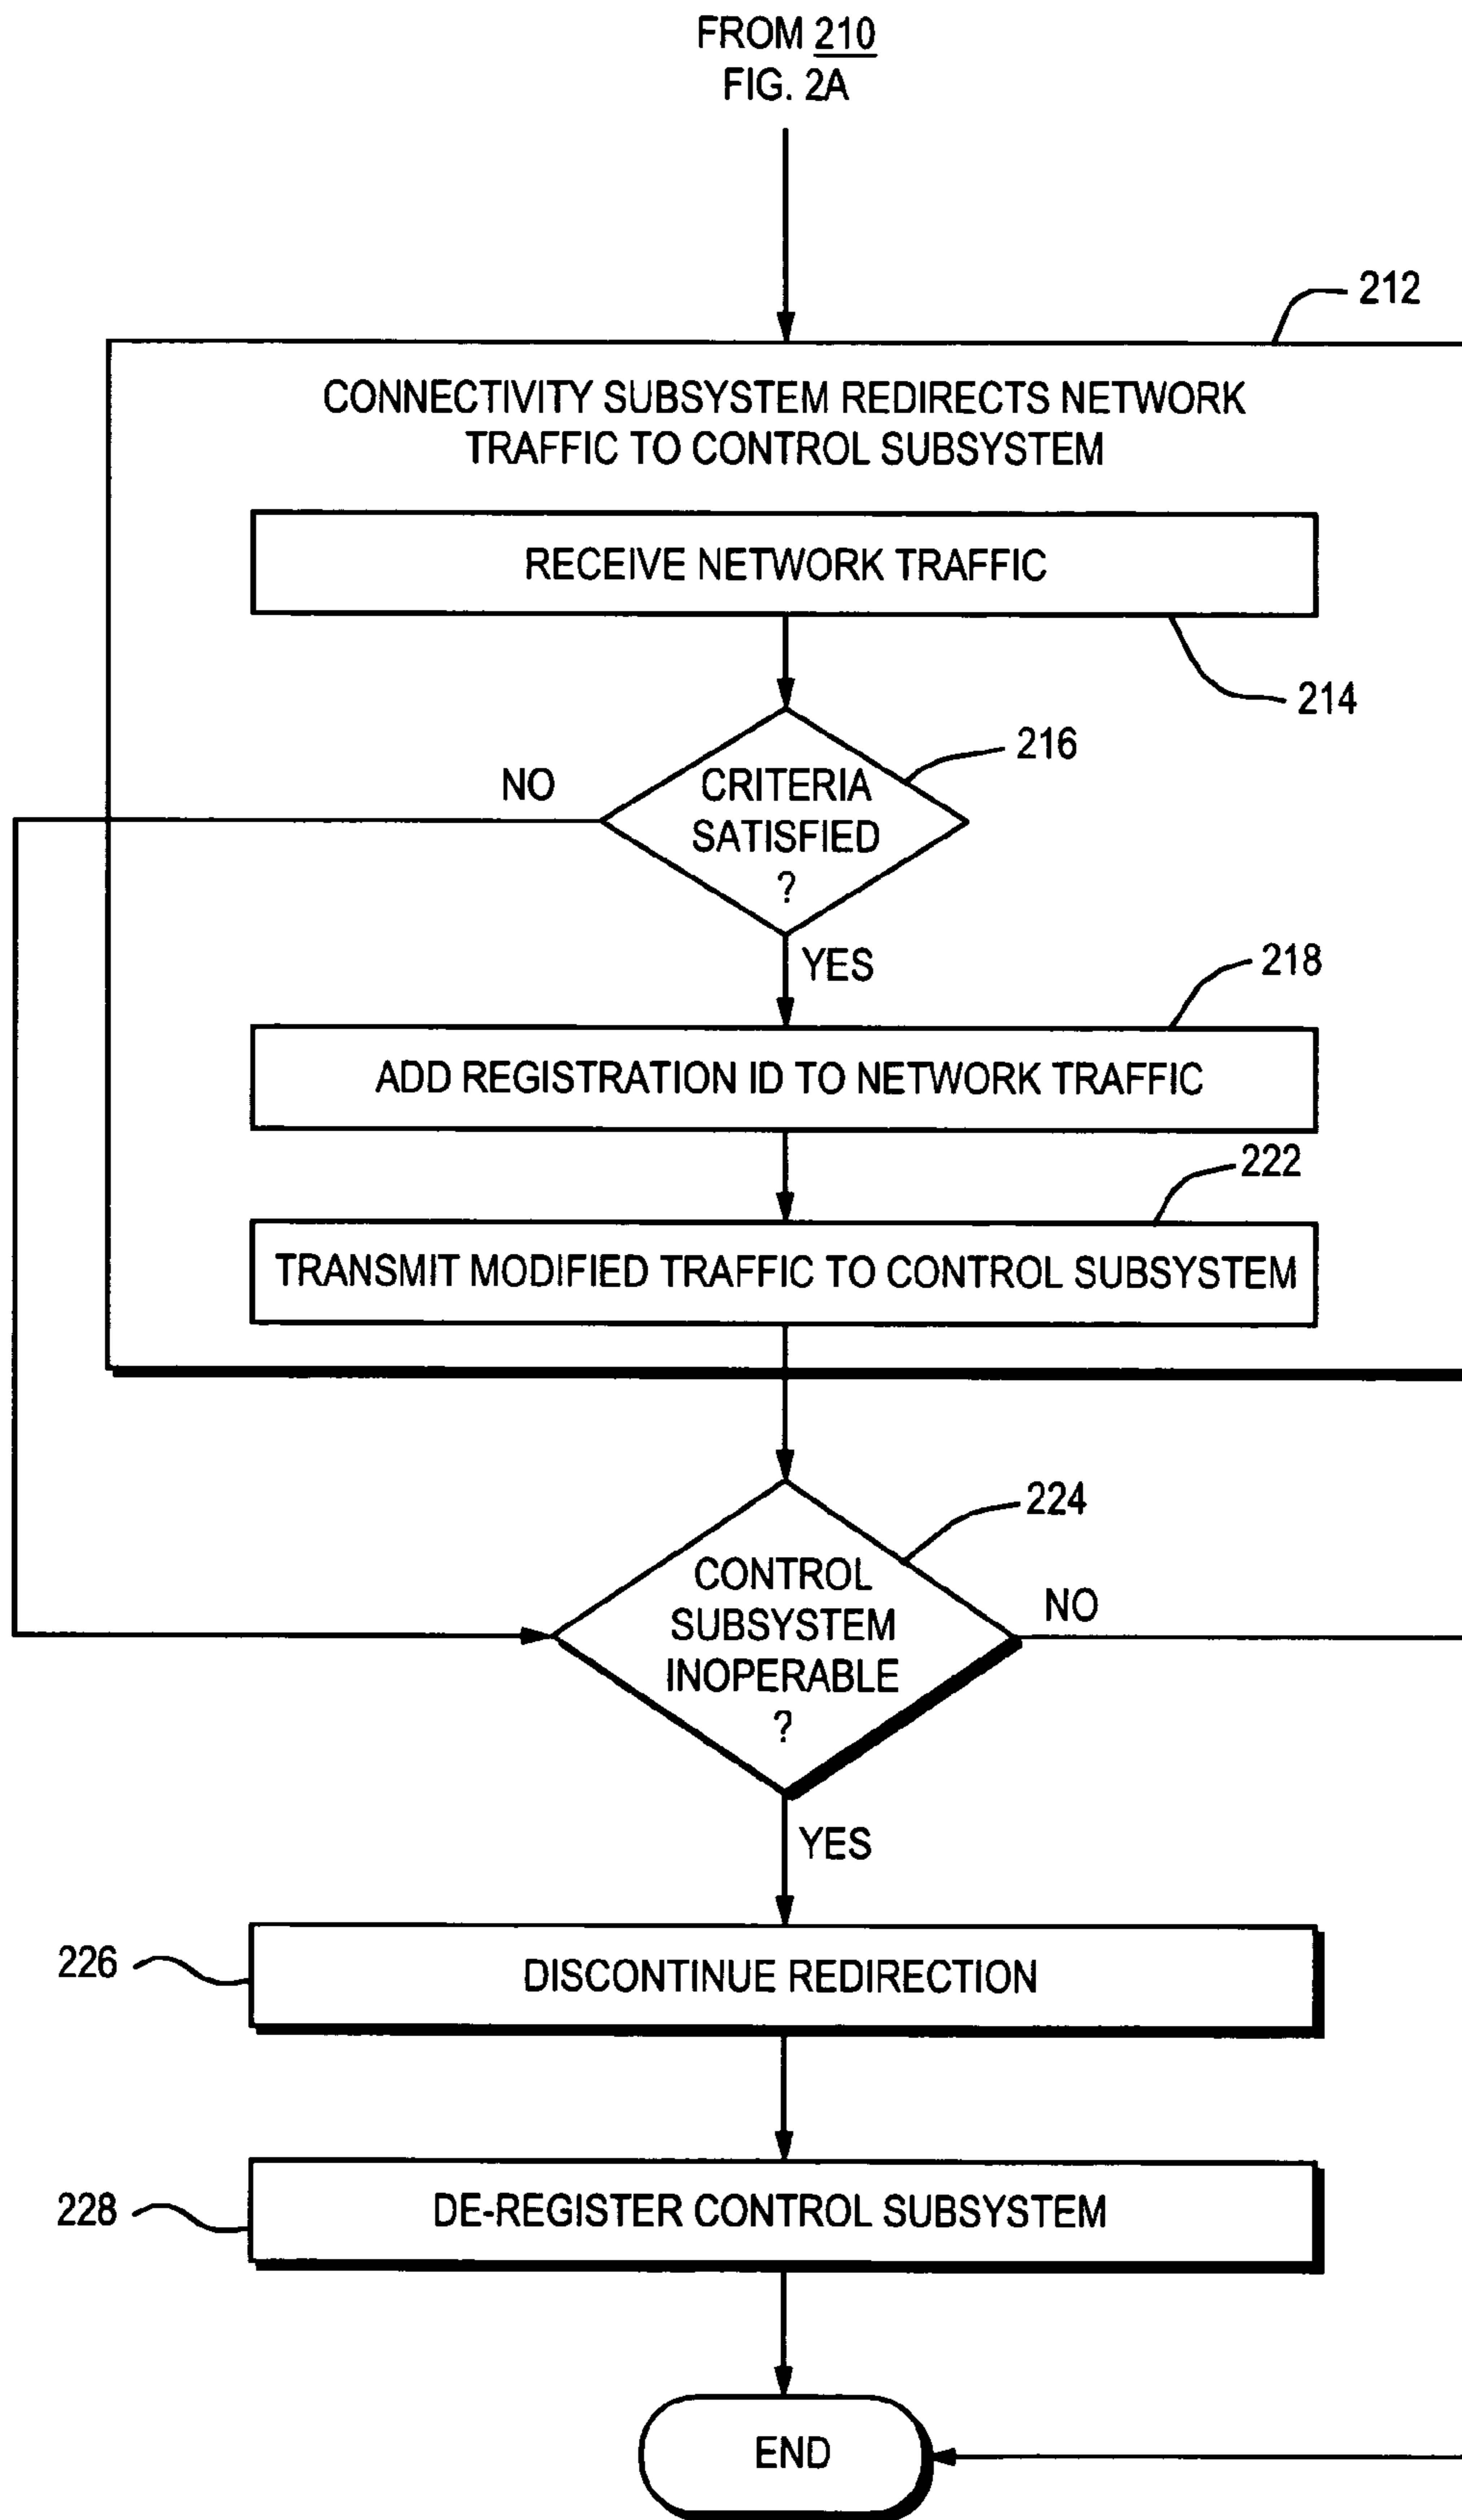 FROM 210
FIG. 2A
212
CONNECTIVITY SUBSYSTEM REDIRECTS NETWORK
TRAFFIC TO CONTROL SUBSYSTEM
RECEIVE NETWORK TRAFFIC
214
216
NO
CRITERIA
SATISFIED
?
YES
218
ADD REGISTRATION ID TO NETWORK TRAFFIC
222
TRANSMIT MODIFIED TRAFFIC TO CONTROL SUBSYSTEM
224
CONTROL
SUBSYSTEM
INOPERABLE
?
NO
YES
226
DISCONTINUE REDIRECTION
228
DE-REGISTER CONTROL SUBSYSTEM
END